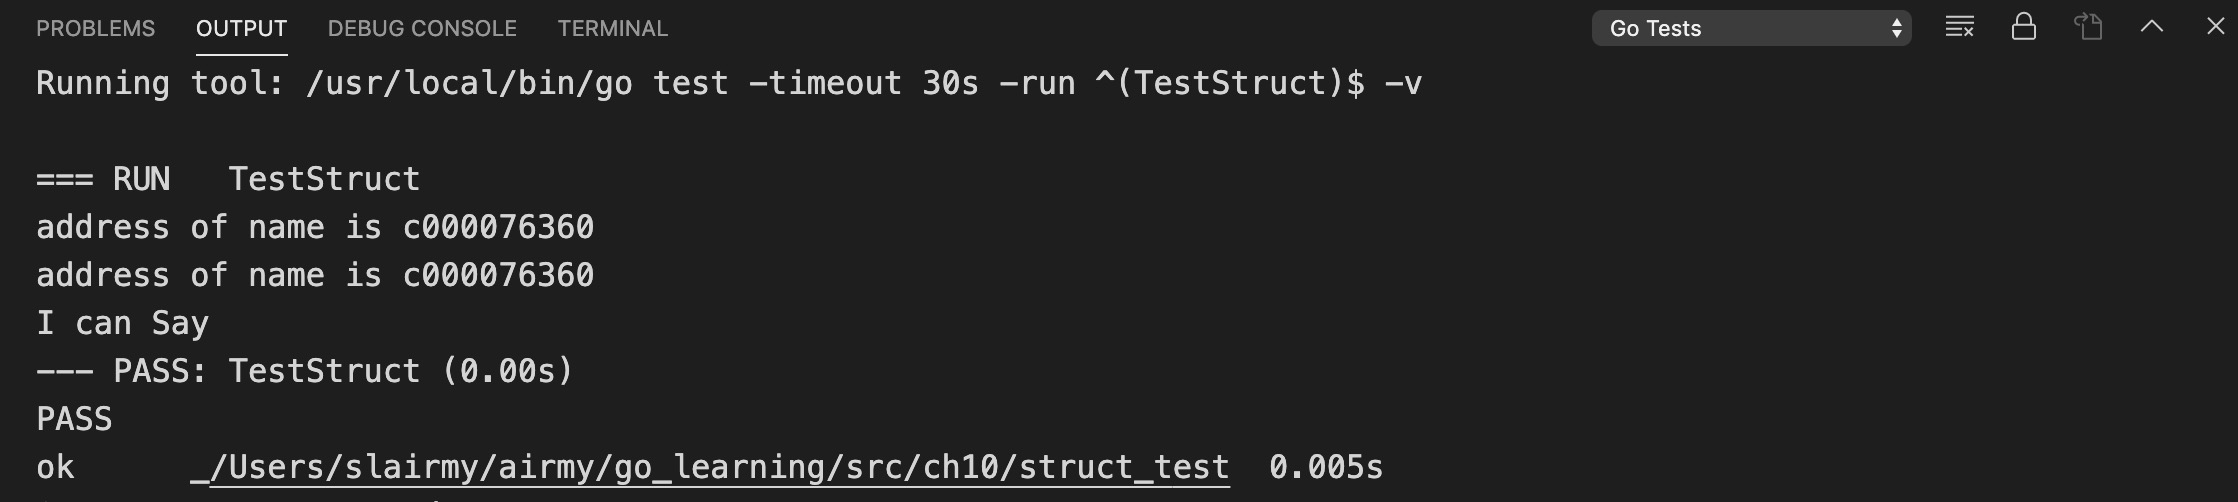 PROBLEMS OUTPUT DEBUG CONSOLE TERMINAL Go Tests
Running tool: /usr/local/bin/go test -timeout 30s -run ^(TestStruct)$ -v
=== RUN   TestStruct
address of name is c000076360
address of name is c000076360
I can Say
--- PASS: TestStruct (0.00s)
PASS
ok      _/Users/slairmy/airmy/go_learning/src/ch10/struct_test  0.005s